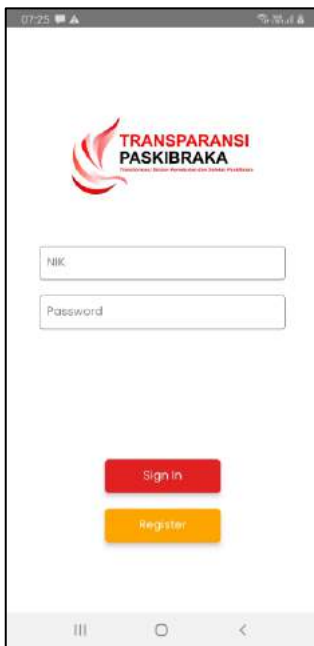 07:25
TRANSPARANSI
PASKIBRAKA
NIK
Password
Sign In
Register